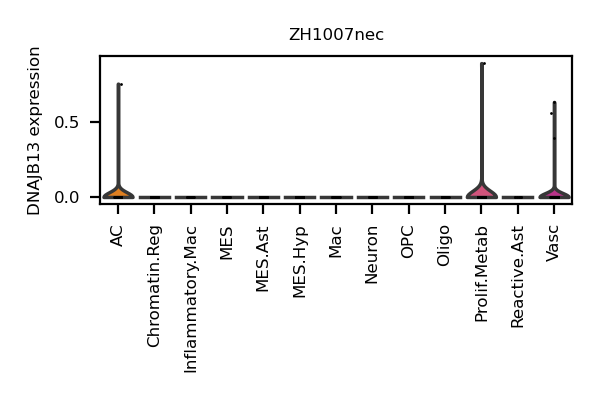 ZH1007nec
DNAJB13 expression
0.5
0.0
AC
Chromatin.Reg
Inflammatory.Mac
MES
MES.Ast
MES.Hyp
Mac
Neuron
OPC
Oligo
Prolif.Metab
Reactive.Ast
Vasc